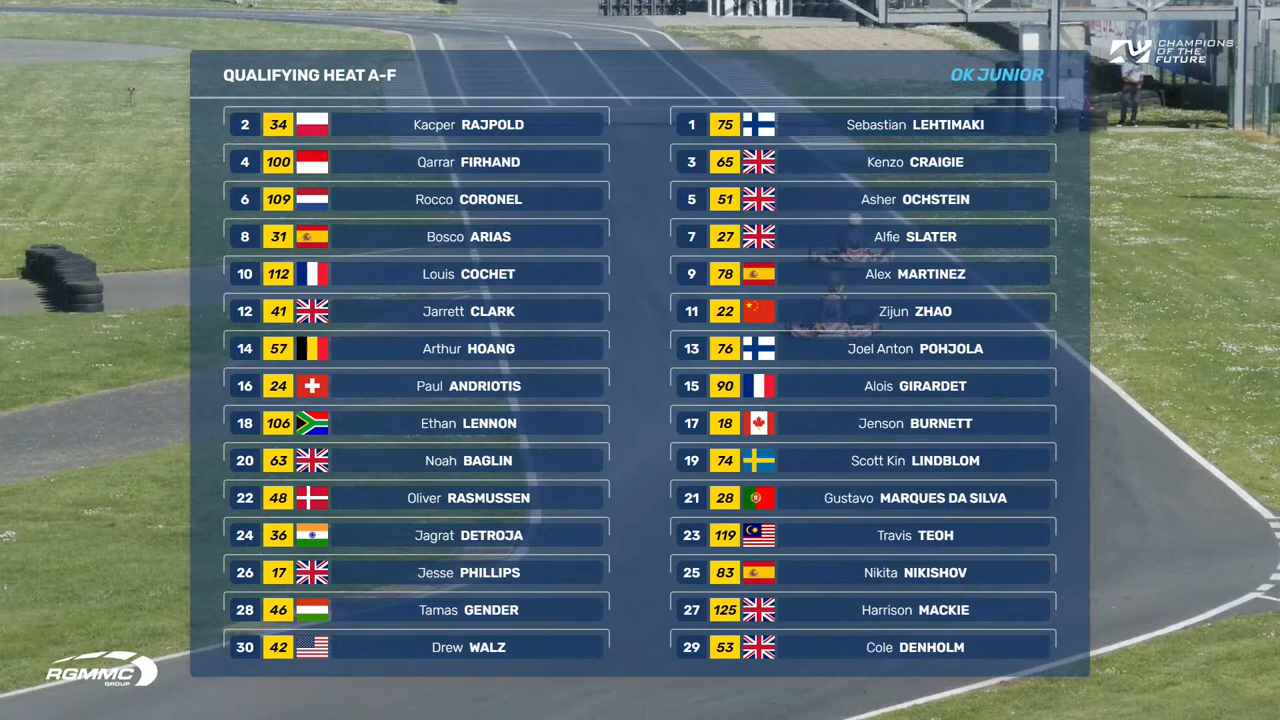 CHAMPIONS
OF THE
FUTURE
QUALIFYING HEAT A-F
OK JUNIOR
2 34 Kacper RAJPOLD
1 75 Sebastian LEHTIMAKI
4 100 Qarrar FIRHAND
3 65 Kenzo CRAIGIE
6 109 Rocco CORONEL
5 51 Asher OCHSTEIN
8 31 Bosco ARIAS
7 27 Alfie SLATER
10 112 Louis COCHET
9 78 Alex MARTINEZ
12 41 Jarrett CLARK
11 22 Zijun ZHAO
14 57 Arthur HOANG
13 76 Joel Anton POHJOLA
16 24 Paul ANDRIOTIS
15 90 Alois GIRARDET
18 106 Ethan LENNON
17 18 Jenson BURNETT
20 63 Noah BAGLIN
19 74 Scott Kin LINDBLOM
22 48 Oliver RASMUSSEN
21 28 Gustavo MARQUES DA SILVA
24 36 Jagrat DETROJA
23 119 Travis TEOH
26 17 Jesse PHILLIPS
25 83 Nikita NIKISHOV
28 46 Tamas GENDER
27 125 Harrison MACKIE
30 42 Drew WALZ
29 53 Cole DENHOLM
RGMMC
GROUP